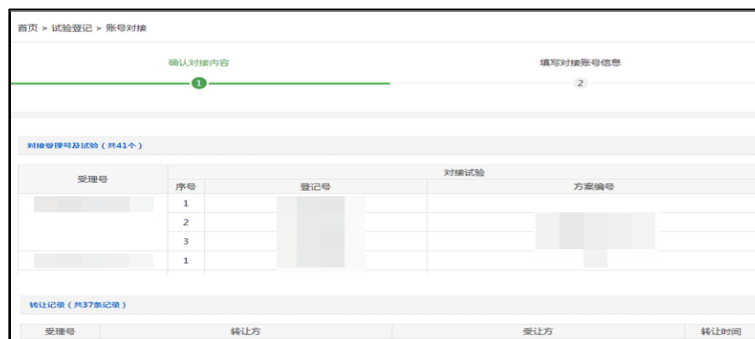 首页 > 试验登记 > 账号对接
确认对接内容 填写对接账号信息
1 2
对接受理号及试验（共41个）
受理号 对接试验
序号 登记号 方案编号
1
2
3
1
转让记录（共37条记录）
受理号 转让方 受让方 转让时间